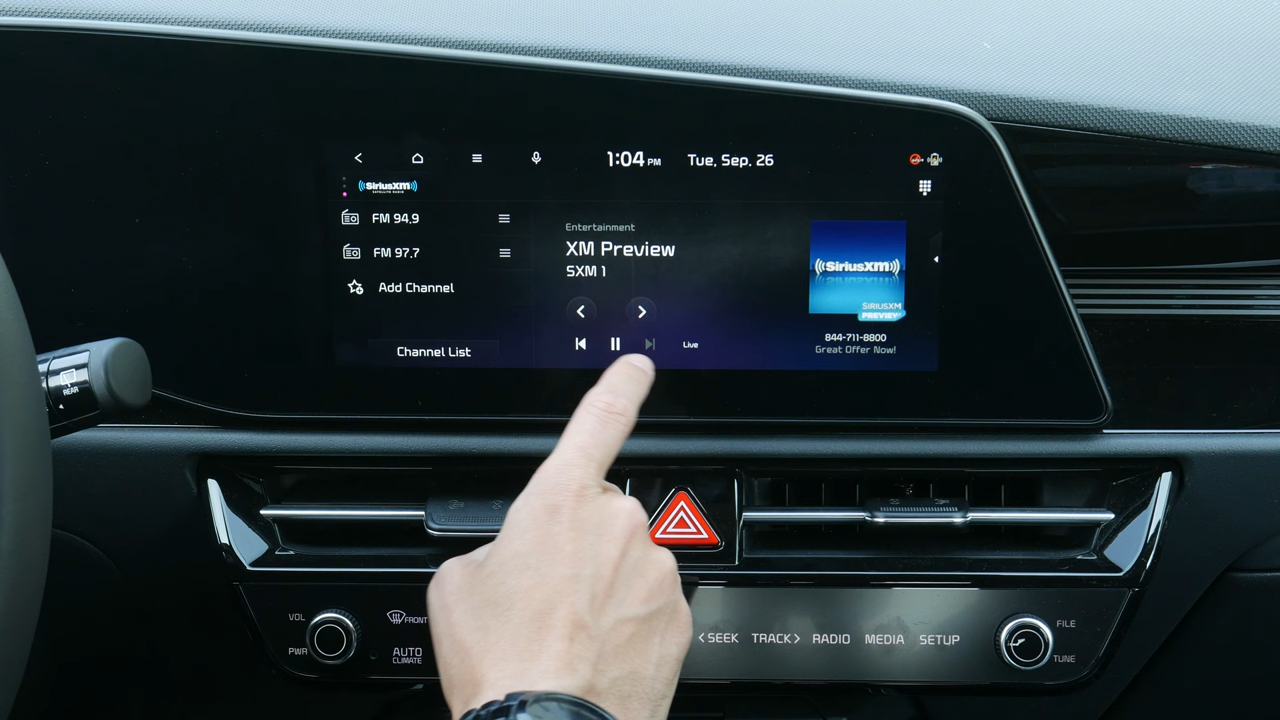 1:04 PM Tue, Sep. 26
SiriusXM
SATELLITE RADIO
FM 94.9
FM 97.7
Add Channel
Channel List
Entertainment
XM Preview
SXM 1
Live
SiriusXM
SIRIUSXM
PREVIEW
844-711-8800
Great Offer Now!
REAR
VOL
PWR
FRONT
AUTO
CLIMATE
SEEK TRACK RADIO MEDIA SETUP
FILE
TUNE